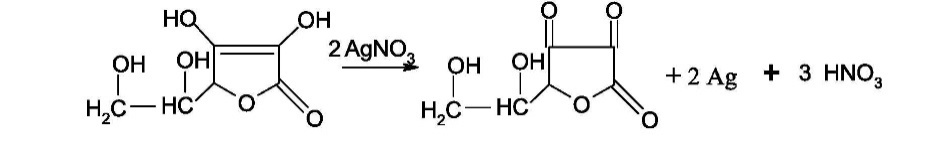 HO OH O O
OH OH 2 AgNO3 OH OH + 2 Ag + 3 HNO3
H2C HC O O H2C HC O O